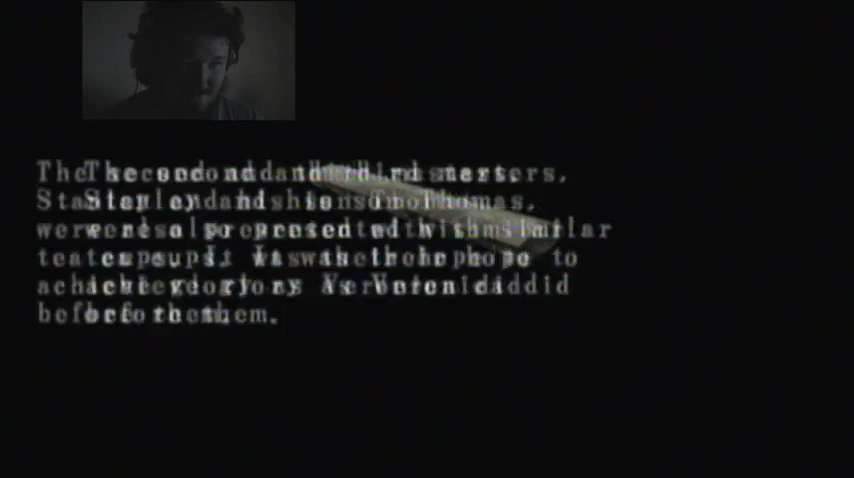 The second and third masters,
Stanley and his son Thomas,
were also presented with similar
teacups. It was their hope to
achieve glory as Veronica did
before them.